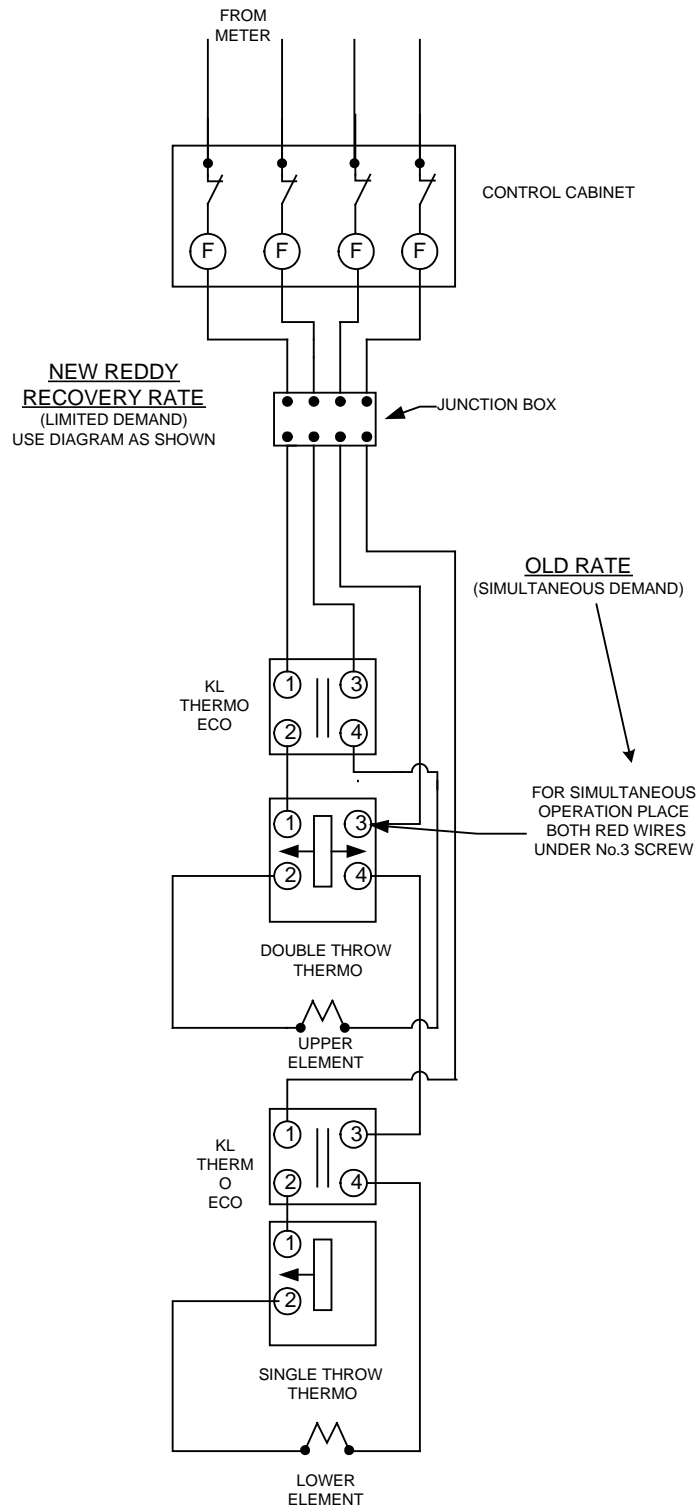 FROM
METER
CONTROL CABINET
F F F F
NEW REDDY
RECOVERY RATE
(LIMITED DEMAND)
USE DIAGRAM AS SHOWN
JUNCTION BOX
OLD RATE
(SIMULTANEOUS DEMAND)
KL
THERMO
ECO
1 3
2 4
FOR SIMULTANEOUS
OPERATION PLACE
BOTH RED WIRES
UNDER No.3 SCREW
1 3
2 4
DOUBLE THROW
THERMO
UPPER
ELEMENT
KL
THERM
O
ECO
1 3
2 4
1
2
SINGLE THROW
THERMO
LOWER
ELEMENT